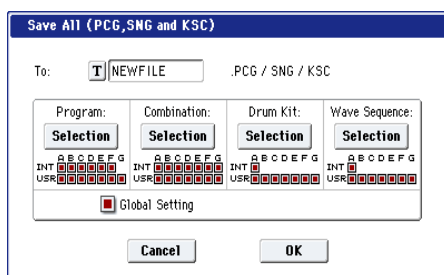 Save All (PCG,SNG and KSC)
To: T NEWFILE .PCG / SNG / KSC
Program: Combination: Drum Kit: Wave Sequence:
Selection Selection Selection Selection
A B C D E F G A B C D E F G A B C D E F G A B C D E F G
INT INT INT INT
USR USR USR USR
Global Setting
Cancel OK